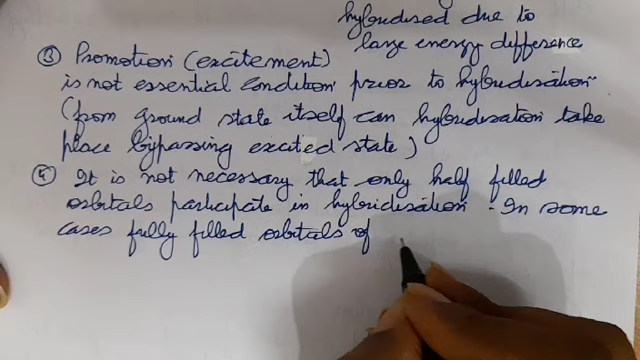 hybridised due to
large energy difference
③ Promotion (excitement)
is not essential condition prior to hybridisation
(from ground state itself can hybridisation take
place bypassing excited state)
④ It is not necessary that only half filled
orbitals participate in hybridisation. In some
cases fully filled orbitals of